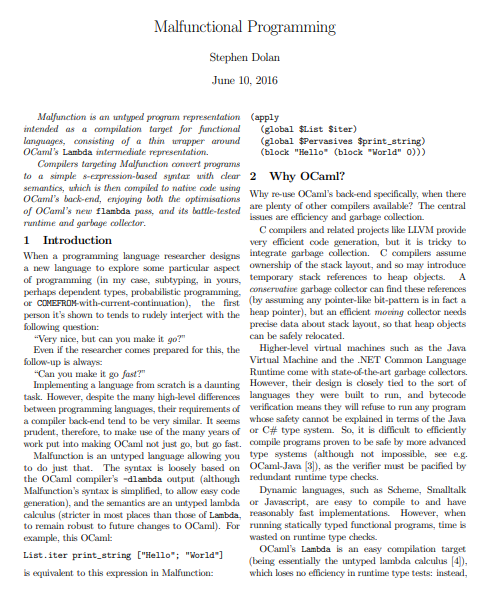 Malfunctional Programming
Stephen Dolan
June 10, 2016
Malfunction is an untyped program representation
intended as a compilation target for functional
languages, consisting of a thin wrapper around
OCaml's Lambda intermediate representation.
Compilers targeting Malfunction convert programs
to a simple s-expression-based syntax with clear
semantics, which is then compiled to native code using
OCaml's back-end, enjoying both the optimisations
of OCaml's new flambda pass, and its battle-tested
runtime and garbage collector.
1 Introduction
When a programming language researcher designs
a new language to explore some particular aspect
of programming (in my case, subtyping, in yours,
perhaps dependent types, probabilistic programming,
or COMEFROM-with-current-continuation), the first
person it's shown to tends to rudely interject with the
following question:
"Very nice, but can you make it go?"
Even if the researcher comes prepared for this, the
follow-up is always:
"Can you make it go fast?"
Implementing a language from scratch is a daunting
task. However, despite the many high-level differences
between programming languages, their requirements of
a compiler back-end tend to be very similar. It seems
prudent, therefore, to make use of the many years of
work put into making OCaml not just go, but go fast.
Malfunction is an untyped language allowing you
to do just that. The syntax is loosely based on
the OCaml compiler's -dlambda output (although
Malfunction's syntax is simplified, to allow easy code
generation), and the semantics are an untyped lambda
calculus (stricter in most places than those of Lambda,
to remain robust to future changes to OCaml). For
example, this OCaml:
List.iter print_string ["Hello"; "World"]
is equivalent to this expression in Malfunction:
(apply
(global $List $iter)
(global $Pervasives $print_string)
(block "Hello" (block "World" 0)))
2 Why OCaml?
Why re-use OCaml's back-end specifically, when there
are plenty of other compilers available? The central
issues are efficiency and garbage collection.
C compilers and related projects like LLVM provide
very efficient code generation, but it is tricky to
integrate garbage collection. C compilers assume
ownership of the stack layout, and so may introduce
temporary stack references to heap objects. A
conservative garbage collector can find these references
(by assuming any pointer-like bit-pattern is in fact a
heap pointer), but an efficient moving collector needs
precise data about stack layout, so that heap objects
can be safely relocated.
Higher-level virtual machines such as the Java
Virtual Machine and the .NET Common Language
Runtime come with state-of-the-art garbage collectors.
However, their design is closely tied to the sort of
languages they were built to run, and bytecode
verification means they will refuse to run any program
whose safety cannot be explained in terms of the Java
or C# type system. So, it is difficult to efficiently
compile programs proven to be safe by more advanced
type systems (although not impossible, see e.g.
OCaml-Java [3]), as the verifier must be pacified by
redundant runtime type checks.
Dynamic languages, such as Scheme, Smalltalk
or Javascript, are easy to compile to and have
reasonably fast implementations. However, when
running statically typed functional programs, time is
wasted on runtime type checks.
OCaml's Lambda is an easy compilation target
(being essentially the untyped lambda calculus [4]),
which loses no efficiency in runtime type tests: instead,